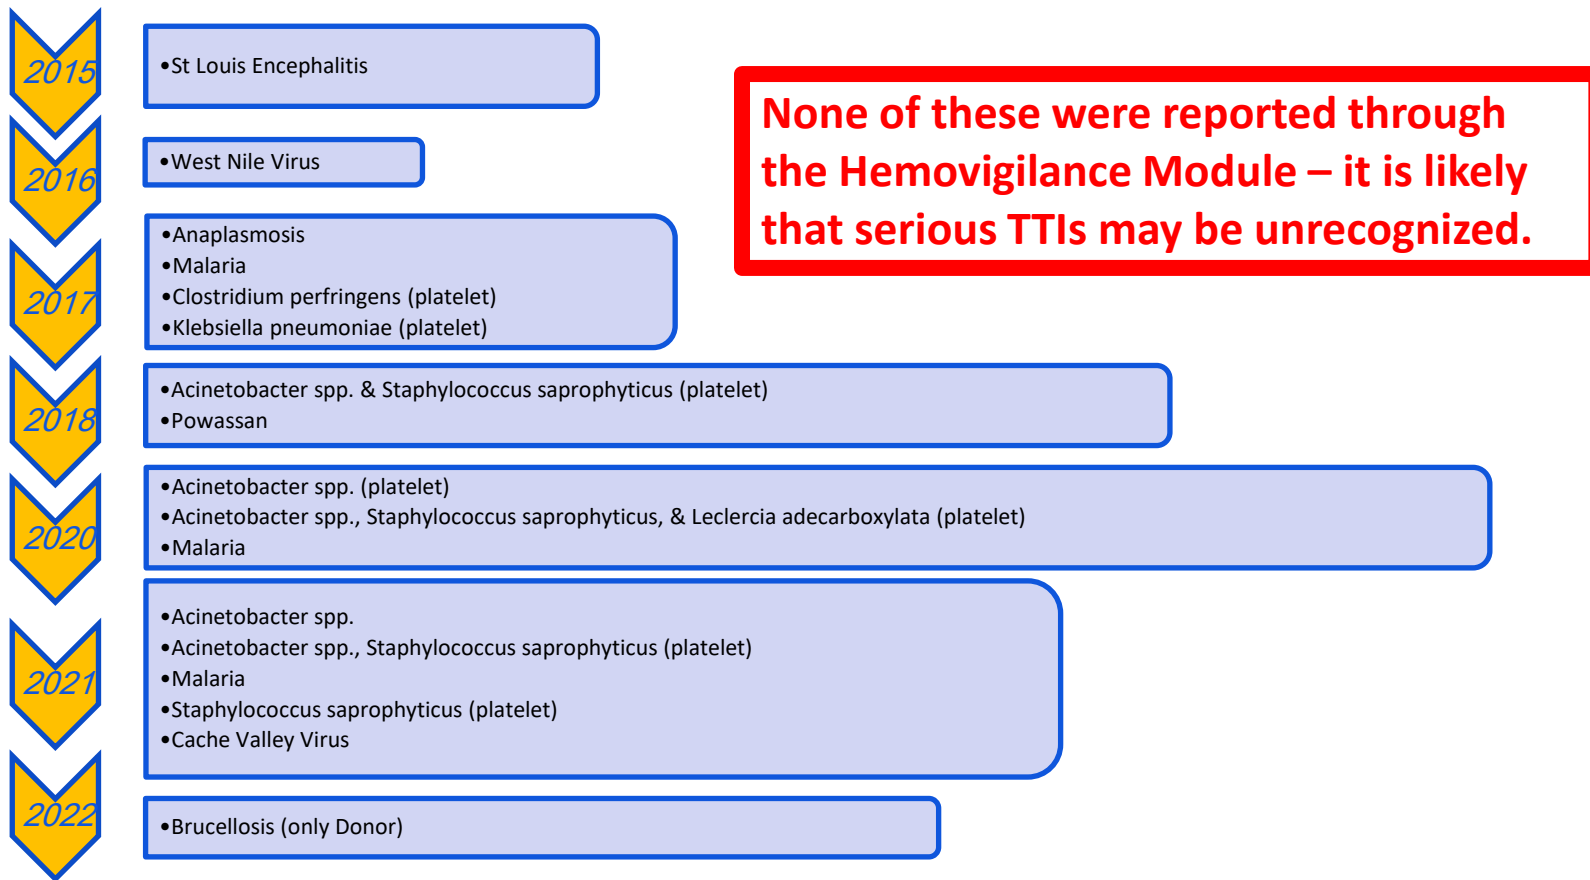 2015
•St Louis Encephalitis
None of these were reported through
the Hemovigilance Module – it is likely
that serious TTIs may be unrecognized.
2016
•West Nile Virus
2017
•Anaplasmosis
•Malaria
•Clostridium perfringens (platelet)
•Klebsiella pneumoniae (platelet)
2018
•Acinetobacter spp. & Staphylococcus saprophyticus (platelet)
•Powassan
2020
•Acinetobacter spp. (platelet)
•Acinetobacter spp., Staphylococcus saprophyticus, & Leclercia adecarboxylata (platelet)
•Malaria
2021
•Acinetobacter spp.
•Acinetobacter spp., Staphylococcus saprophyticus (platelet)
•Malaria
•Staphylococcus saprophyticus (platelet)
•Cache Valley Virus
2022
•Brucellosis (only Donor)